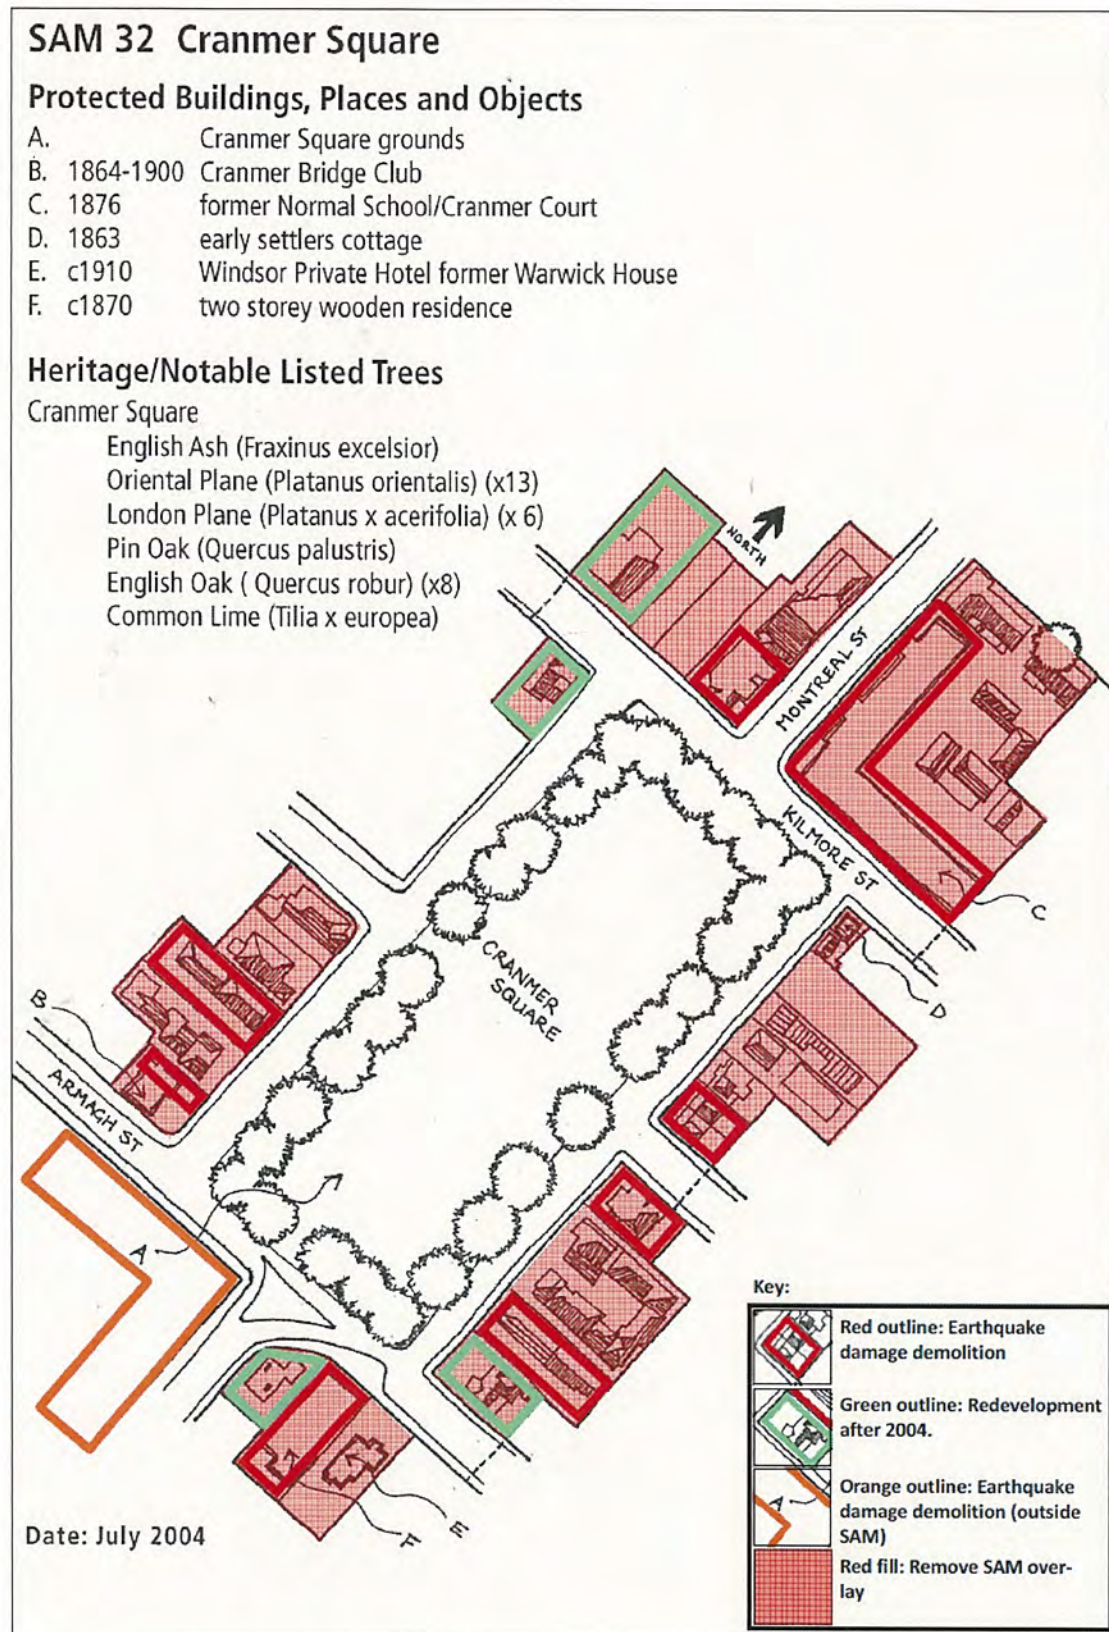 SAM 32 Cranmer Square
Protected Buildings, Places and Objects
A. Cranmer Square grounds
B. 1864-1900 Cranmer Bridge Club
C. 1876 former Normal School/Cranmer Court
D. 1863 early settlers cottage
E. c1910 Windsor Private Hotel former Warwick House
F. c1870 two storey wooden residence
Heritage/Notable Listed Trees
Cranmer Square
English Ash (Fraxinus excelsior)
Oriental Plane (Platanus orientalis) (x13)
London Plane (Platanus x acerifolia) (x 6)
Pin Oak (Quercus palustris)
English Oak ( Quercus robur) (x8)
Common Lime (Tilia x europea)
NORTH
MONTREAL ST
KILMORE ST
C
CRANMER
SQUARE
D
B
ARMAGH ST
A
E
F
Date: July 2004
Key:
Red outline: Earthquake
damage demolition
Green outline: Redevelopment
after 2004.
A
Orange outline: Earthquake
damage demolition (outside
SAM)
Red fill: Remove SAM over-
lay